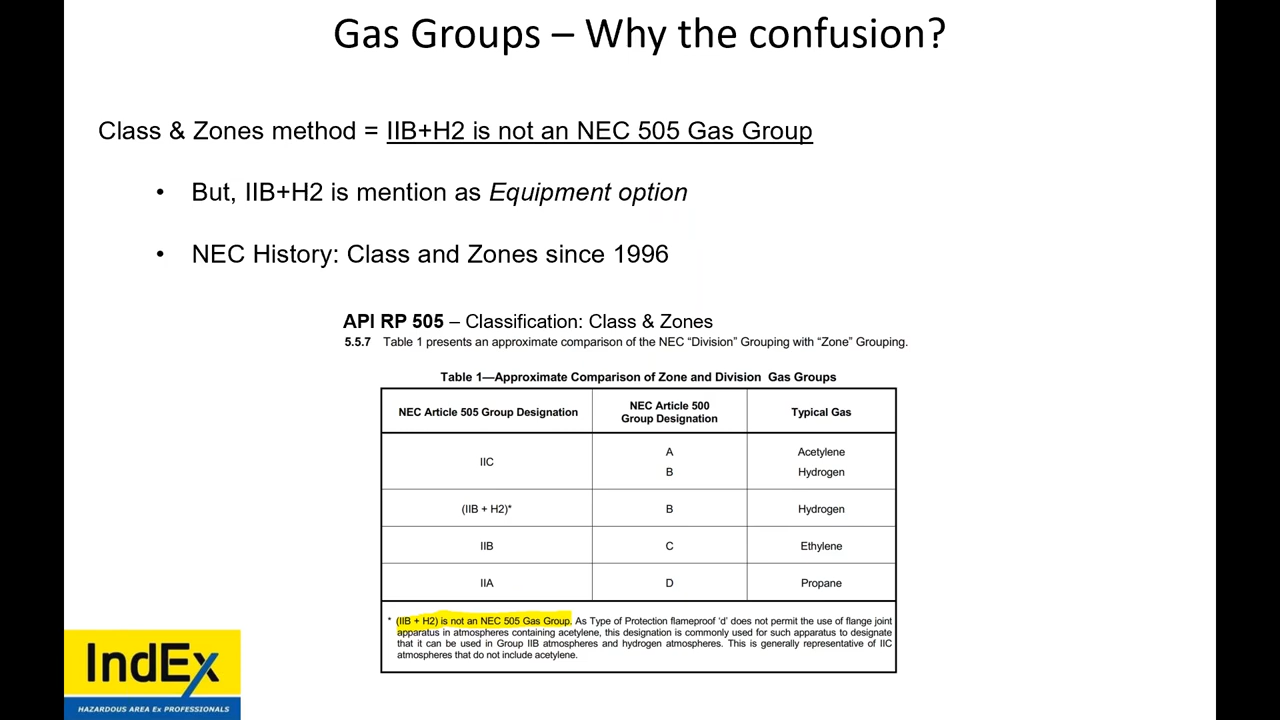 Gas Groups – Why the confusion?
Class & Zones method = IIB+H2 is not an NEC 505 Gas Group
• But, IIB+H2 is mention as Equipment option
• NEC History: Class and Zones since 1996
API RP 505 – Classification: Class & Zones
5.5.7 Table 1 presents an approximate comparison of the NEC “Division” Grouping with “Zone” Grouping.
Table 1—Approximate Comparison of Zone and Division Gas Groups
NEC Article 505 Group Designation
NEC Article 500
Group Designation
Typical Gas
IIC
A
Acetylene
B
Hydrogen
(IIB + H2)*
B
Hydrogen
IIB
C
Ethylene
IIA
D
Propane
* (IIB + H2) is not an NEC 505 Gas Group. As Type of Protection flameproof ‘d’ does not permit the use of flange joint
apparatus in atmospheres containing acetylene, this designation is commonly used for such apparatus to designate
that it can be used in Group IIB atmospheres and hydrogen atmospheres. This is generally representative of IIC
atmospheres that do not include acetylene.
IndEx
HAZARDOUS AREA Ex PROFESSIONALS